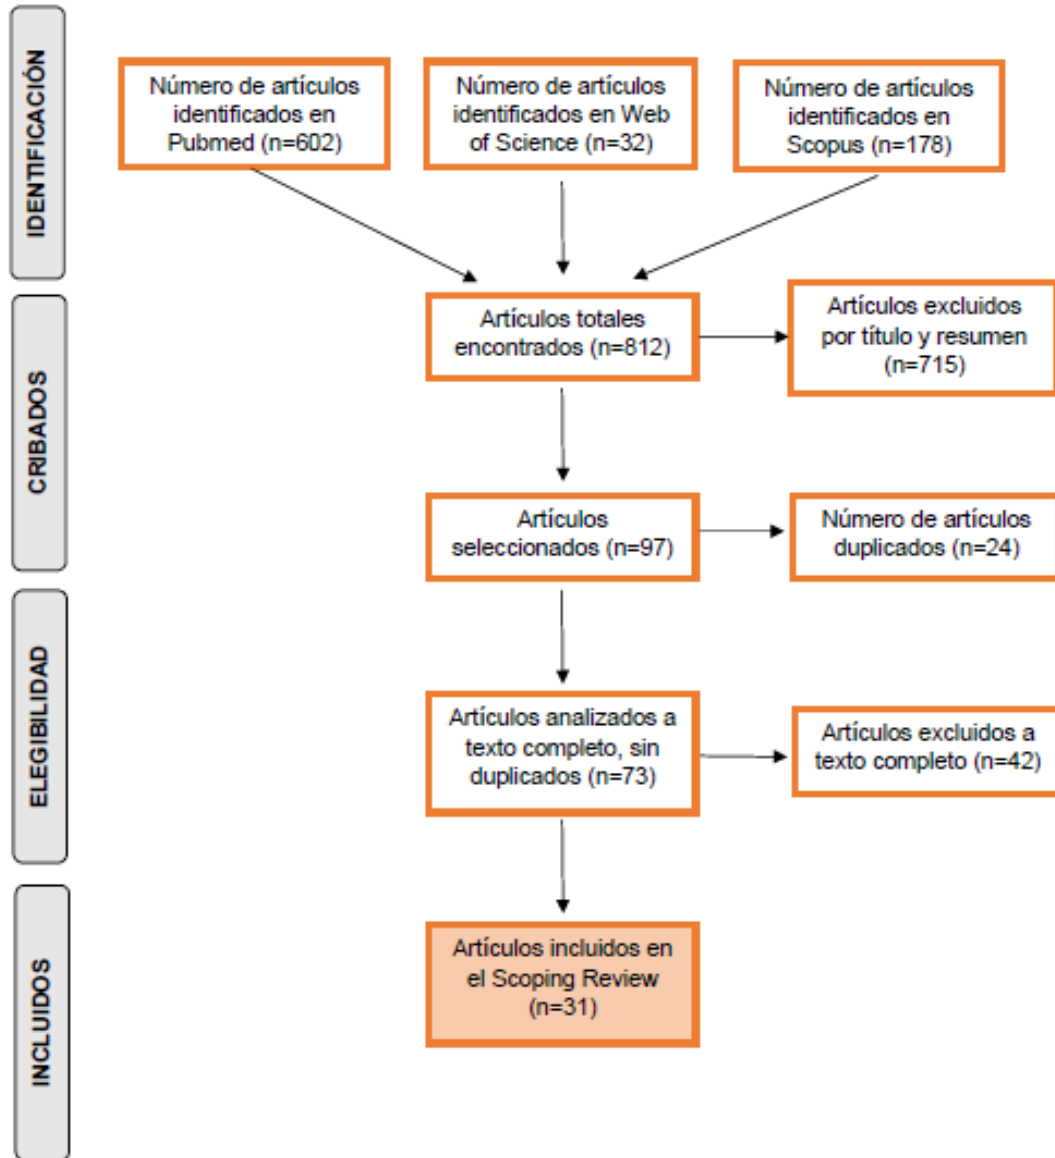 IDENTIFICACIÓN
Número de artículos
identificados en
Pubmed (n=602)
Número de artículos
identificados en Web
of Science (n=32)
Número de artículos
identificados en
Scopus (n=178)
CRIBADOS
Artículos totales
encontrados (n=812)
Artículos excluidos
por título y resumen
(n=715)
Artículos
seleccionados (n=97)
Número de artículos
duplicados (n=24)
ELEGIBILIDAD
Artículos analizados a
texto completo, sin
duplicados (n=73)
Artículos excluidos a
texto completo (n=42)
INCLUIDOS
Artículos incluidos en
el Scoping Review
(n=31)